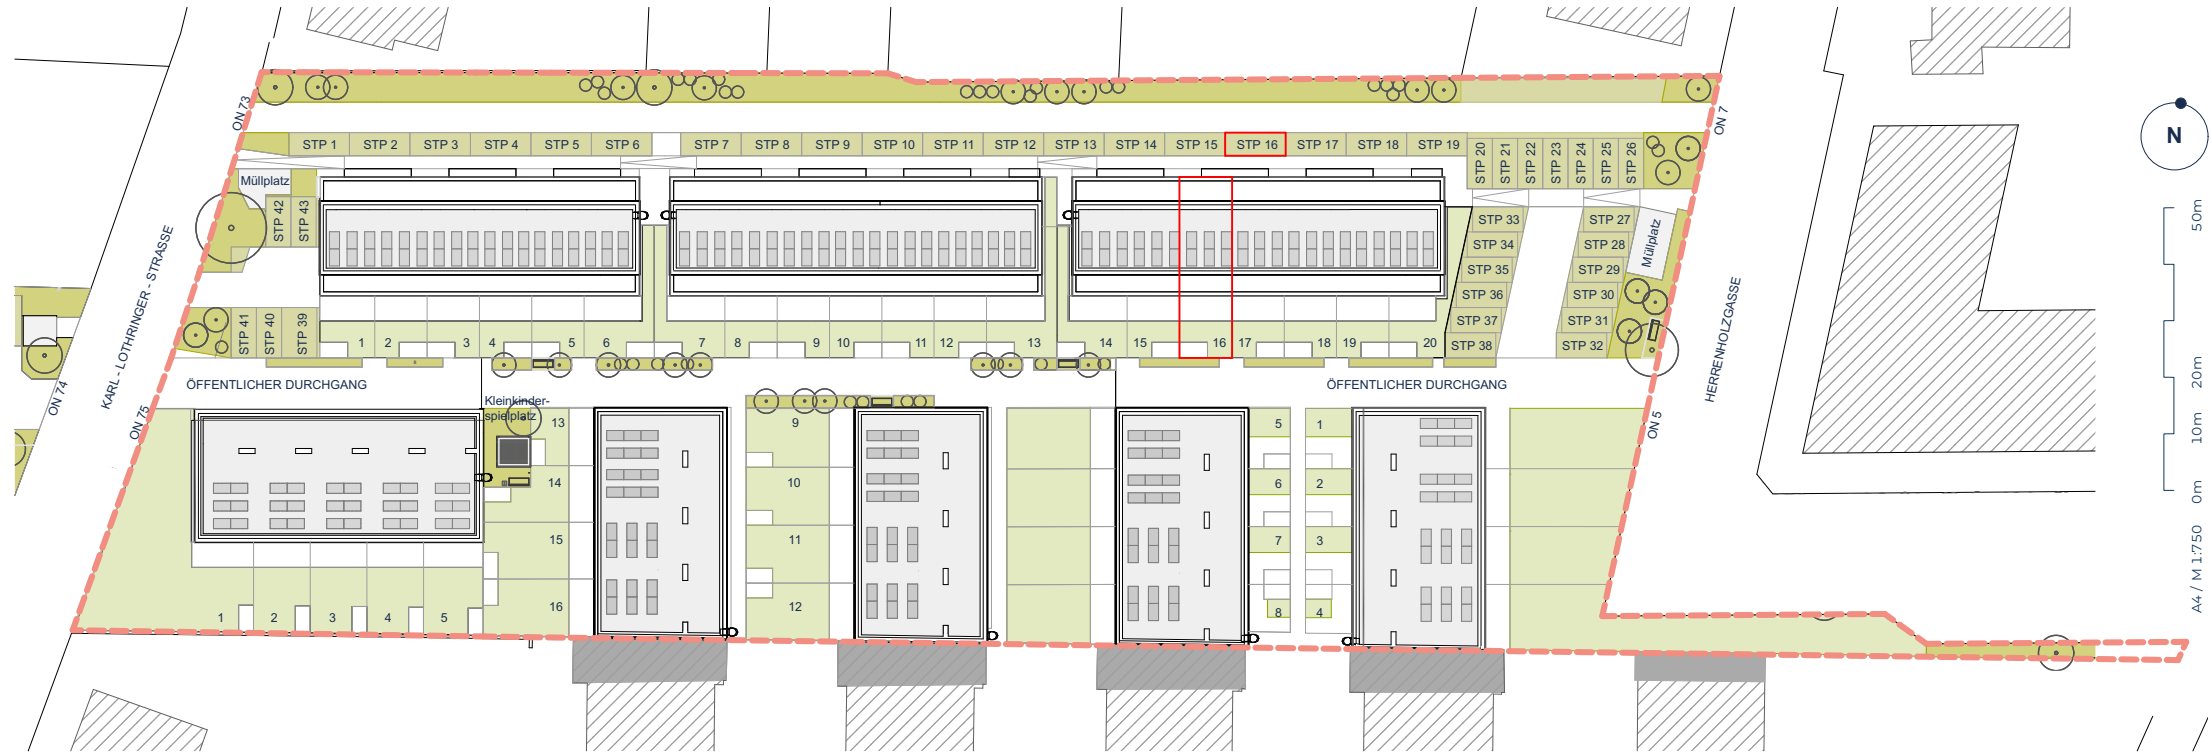 ON 73
ON 7
STP 1
STP 2
STP 3
STP 4
STP 5
STP 6
STP 7
STP 8
STP 9
STP 10
STP 11
STP 12
STP 13
STP 14
STP 15
STP 16
STP 17
STP 18
STP 19
STP 20
STP 21
STP 22
STP 23
STP 24
STP 25
STP 26
N
Müllplatz
STP 42
STP 43
STP 33
STP 34
STP 35
STP 36
STP 37
STP 38
STP 27
STP 28
STP 29
STP 30
STP 31
STP 32
Müllplatz
KARL - LOTHRINGER - STRASSE
HERRENHOLZGASSE
STP 41
STP 40
STP 39
1
2
3
4
5
6
7
8
9
10
11
12
13
14
15
16
17
18
19
20
ON 74
ON 75
ON 5
ÖFFENTLICHER DURCHGANG
ÖFFENTLICHER DURCHGANG
Kleinkinder-
spielplatz
13
14
15
16
9
10
11
12
5
6
7
8
1
2
3
4
1
2
3
4
5
50m
20m
10m
0m
A4 / M 1:750